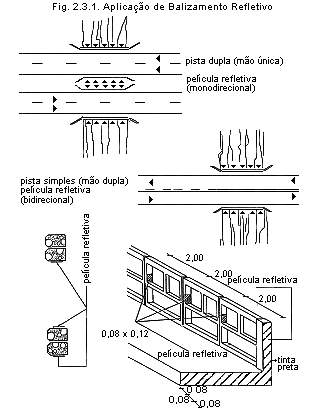 Fig. 2.3.1. Aplicação de Balizamento Refletivo
pista dupla (mão única)
película refletiva
(monodirecional)
pista simples (mão dupla)
película refletiva
(bidirecional)
película refletiva
2,00
2,00
2,00
película refletiva
0,08 x 0,12
película refletiva
tinta
preta
0,08
0,08
0,08